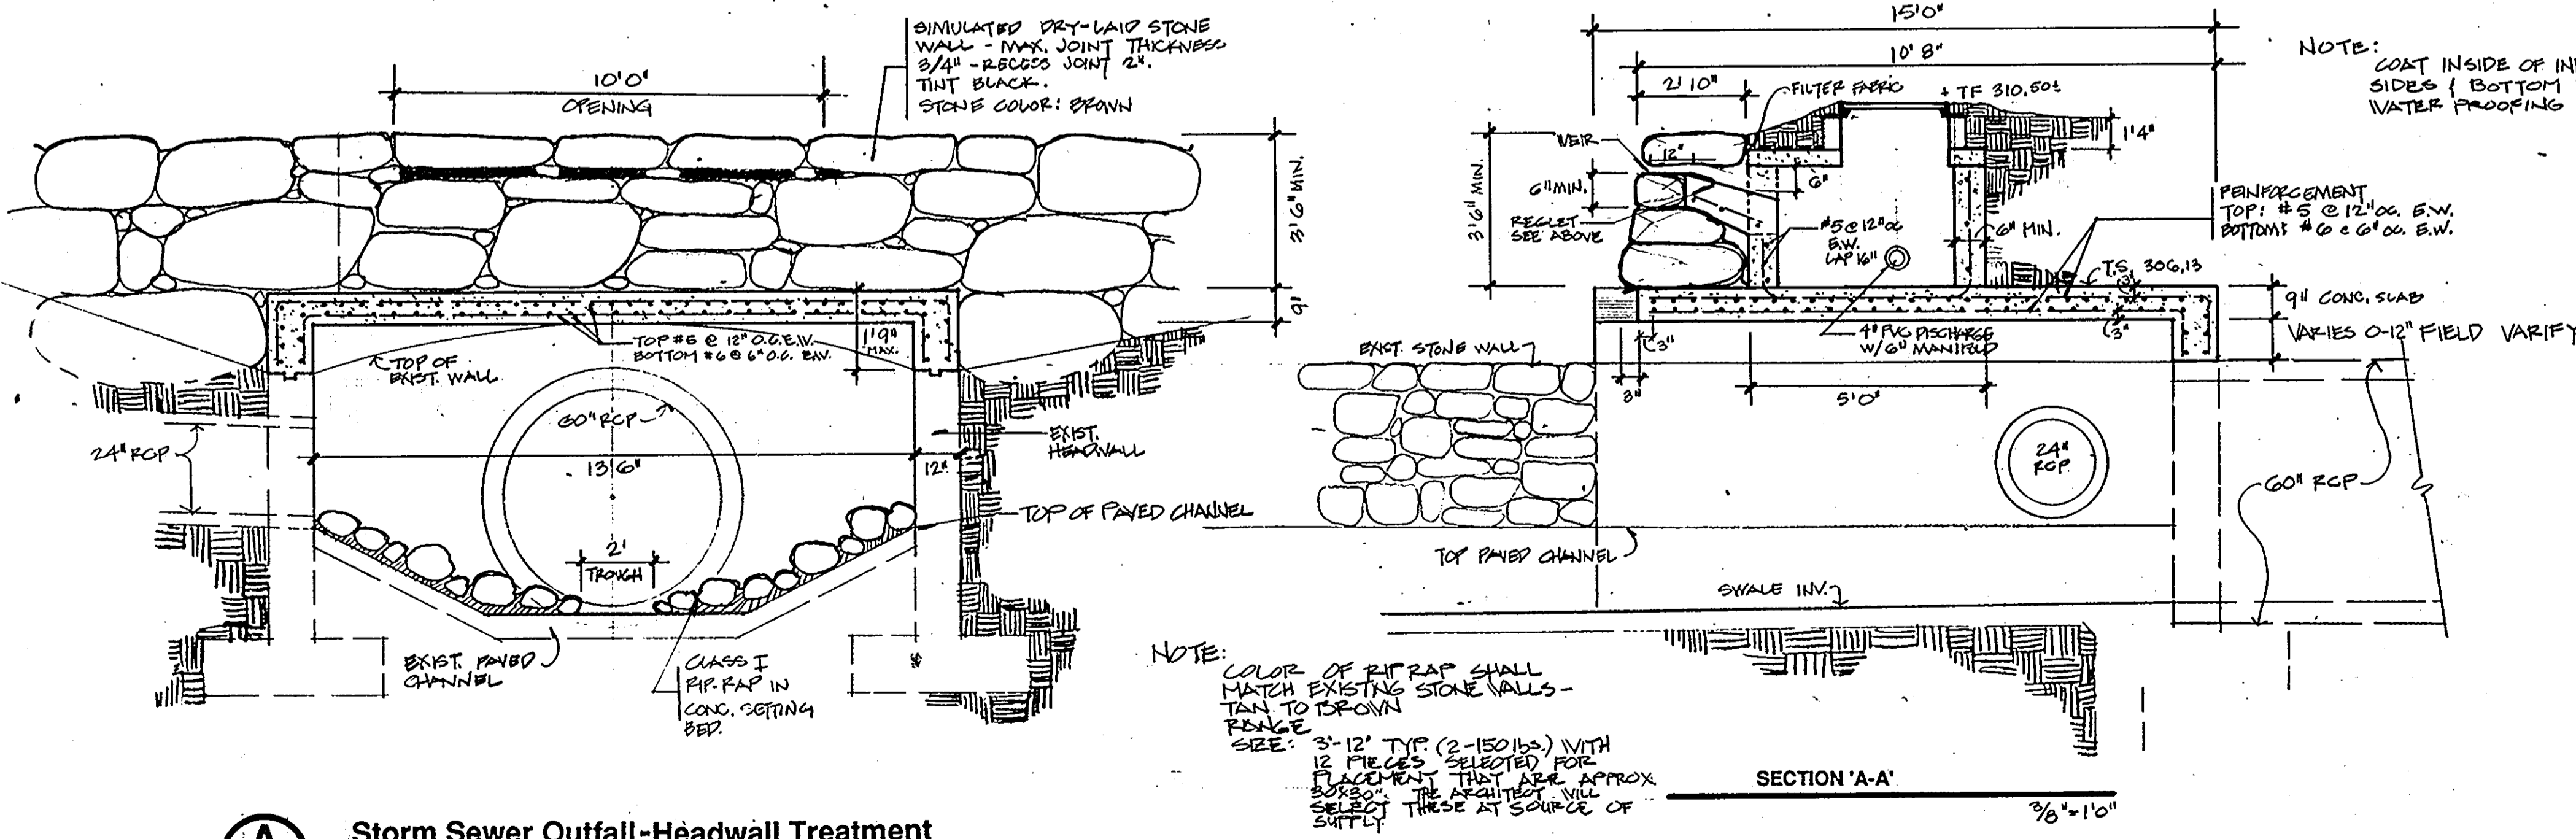 SIMULATED DRY-LAID STONE
WALL - MAX. JOINT THICKNESS
3/4" - RECESS JOINT 2".
TINT BLACK.
STONE COLOR: BROWN
10'0"
OPENING
3'6" MIN.
9"
TOP #5 @ 12" O.C. E.W.
BOTTOM #6 @ 6" O.C. E.W.
1'9"
MAX.
TOP OF
EXIST. WALL
60" RCP
24" RCP
13'6"
12"
EXIST.
HEADWALL
TOP OF PAVED CHANNEL
2'
TROUGH
EXIST. PAVED
CHANNEL
CLASS I
RIP-RAP IN
CONC. SETTING
BED.
A
Storm Sewer Outfall-Headwall Treatment
15'0"
10'8"
2'10"
FILTER FABRIC
+ TF 310.50±
NOTE:
COAT INSIDE OF
SIDES & BOTTOM
WATER PROOFING
WEIR
12"
1'4"
6" MIN.
6"
3'6" MIN.
REGLET
SEE ABOVE
#5 @ 12" OC
E.W.
LAP 16"
6" MIN.
REINFORCEMENT
TOP: #5 @ 12" OC. E.W.
BOTTOM: #6 @ 6" OC. E.W.
T.S. 306.13
3"
9" CONC. SLAB
VARIES 0-12" FIELD VARIFY
3"
4" PVC DISCHARGE
W/6" MANIFOLD
3"
EXIST. STONE WALL
3"
5'0"
24"
RCP
60" RCP
TOP PAVED CHANNEL
SWALE INV.
NOTE:
COLOR OF RIP RAP SHALL
MATCH EXISTING STONE WALLS -
TAN TO BROWN
RANGE
SIZE: 3"-12" TYP. (2-150 lbs.) WITH
12 PIECES SELECTED FOR
PLACEMENT THAT ARE APPROX
30x30". THE ARCHITECT WILL
SELECT THESE AT SOURCE OF
SUPPLY.
SECTION 'A-A'
3/8"=1'0"